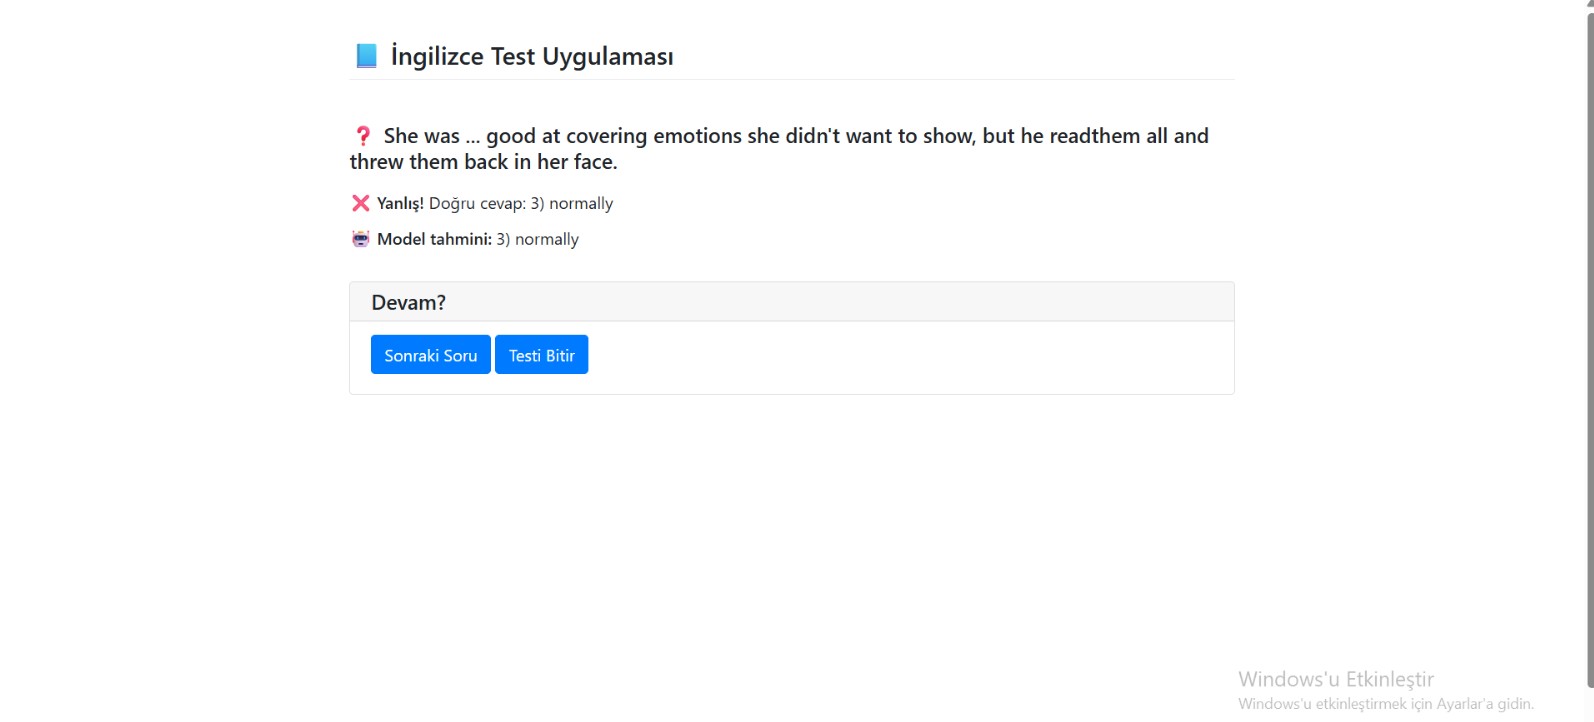 İngilizce Test Uygulaması
She was ... good at covering emotions she didn't want to show, but he readthem all and
threw them back in her face.
Yanlış! Doğru cevap: 3) normally
Model tahmini: 3) normally
Devam?
Sonraki Soru Testi Bitir
Windows'u Etkinleştir
Windows'u etkinleştirmek için Ayarlar'a gidin.